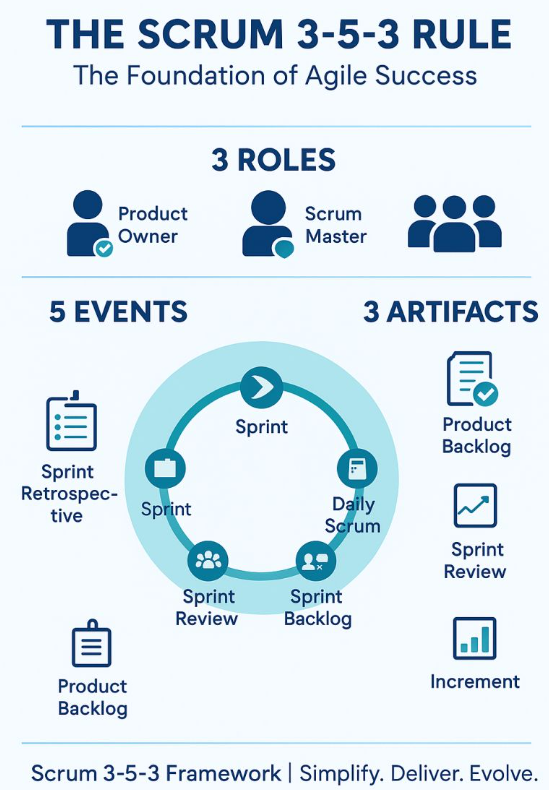 THE SCRUM 3-5-3 RULE
The Foundation of Agile Success
3 ROLES
Product
Owner
Scrum
Master
5 EVENTS
3 ARTIFACTS
Sprint
Retrospec-
tive
Product
Backlog
Sprint
Daily
Scrum
Sprint
Backlog
Sprint
Review
Sprint
Product
Backlog
Sprint
Review
Increment
Scrum 3-5-3 Framework | Simplify. Deliver. Evolve.